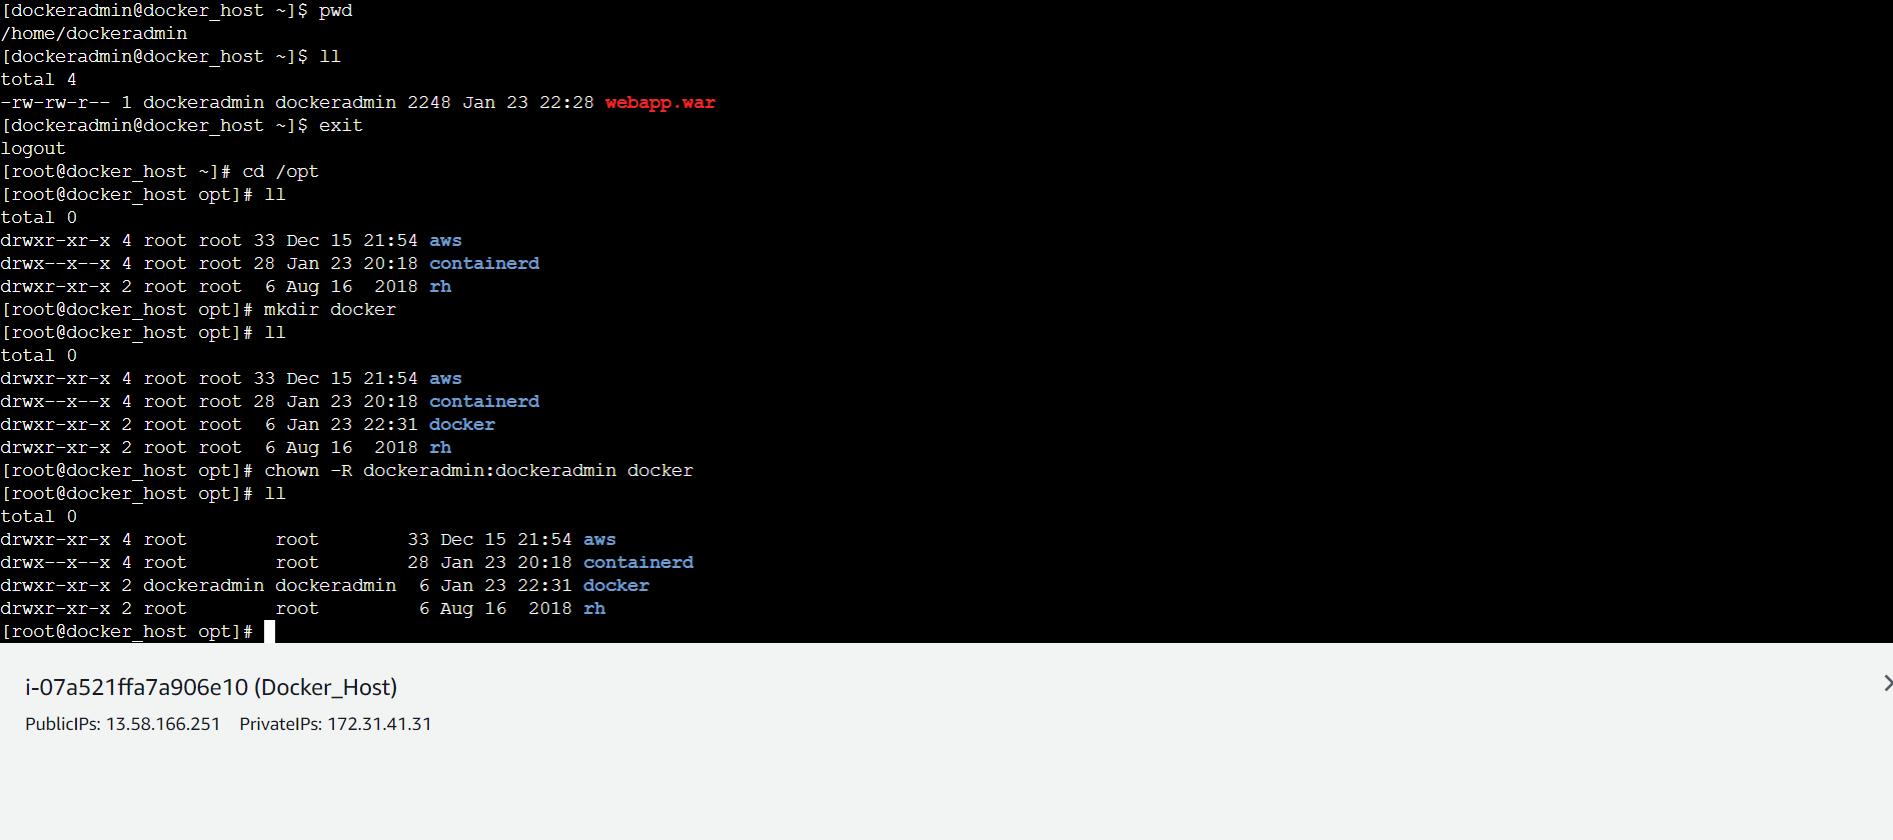 [dockeradmin@docker_host ~]$ pwd
/home/dockeradmin
[dockeradmin@docker_host ~]$ ll
total 4
-rw-rw-r-- 1 dockeradmin dockeradmin 2248 Jan 23 22:28 webapp.war
[dockeradmin@docker_host ~]$ exit
logout
[root@docker_host ~]# cd /opt
[root@docker_host opt]# ll
total 0
drwxr-xr-x 4 root root 33 Dec 15 21:54 aws
drwx--x--x 4 root root 28 Jan 23 20:18 containerd
drwxr-xr-x 2 root root  6 Aug 16  2018 rh
[root@docker_host opt]# mkdir docker
[root@docker_host opt]# ll
total 0
drwxr-xr-x 4 root root 33 Dec 15 21:54 aws
drwx--x--x 4 root root 28 Jan 23 20:18 containerd
drwxr-xr-x 2 root root  6 Jan 23 22:31 docker
drwxr-xr-x 2 root root  6 Aug 16  2018 rh
[root@docker_host opt]# chown -R dockeradmin:dockeradmin docker
[root@docker_host opt]# ll
total 0
drwxr-xr-x 4 root        root        33 Dec 15 21:54 aws
drwx--x--x 4 root        root        28 Jan 23 20:18 containerd
drwxr-xr-x 2 dockeradmin dockeradmin  6 Jan 23 22:31 docker
drwxr-xr-x 2 root        root         6 Aug 16  2018 rh
[root@docker_host opt]#
i-07a521ffa7a906e10 (Docker_Host)
PublicIPs: 13.58.166.251 PrivateIPs: 172.31.41.31